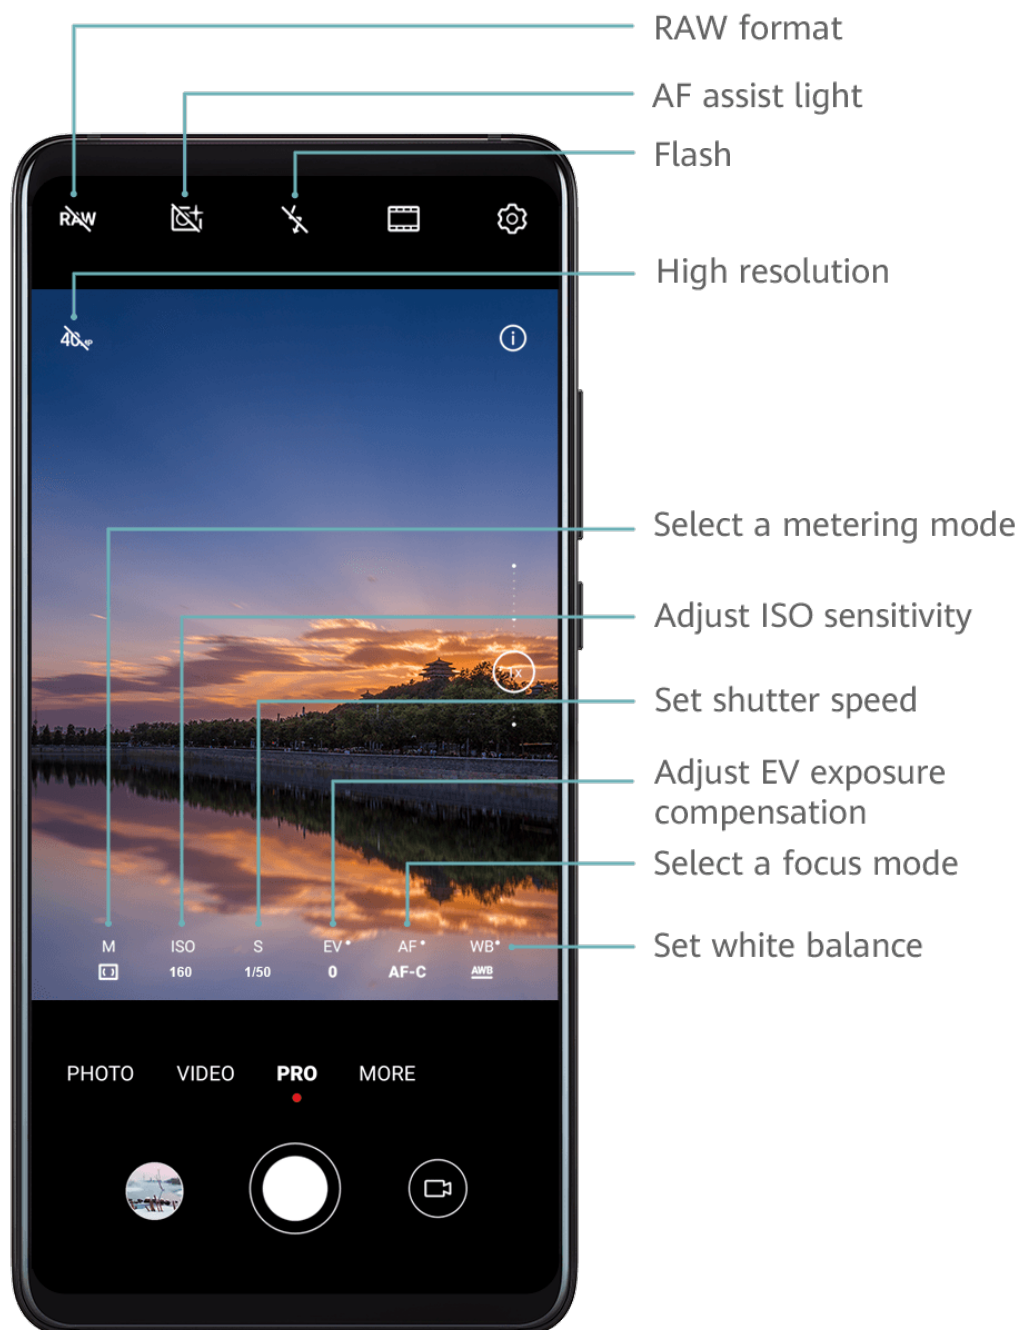 RAW format
AF assist light
Flash
RAW
High resolution
40MP
Select a metering mode
Adjust ISO sensitivity
1x
Set shutter speed
Adjust EV exposure
compensation
Select a focus mode
M ISO S EV AF WB
160 1/50 0 AF-C AWB
Set white balance
PHOTO VIDEO PRO MORE